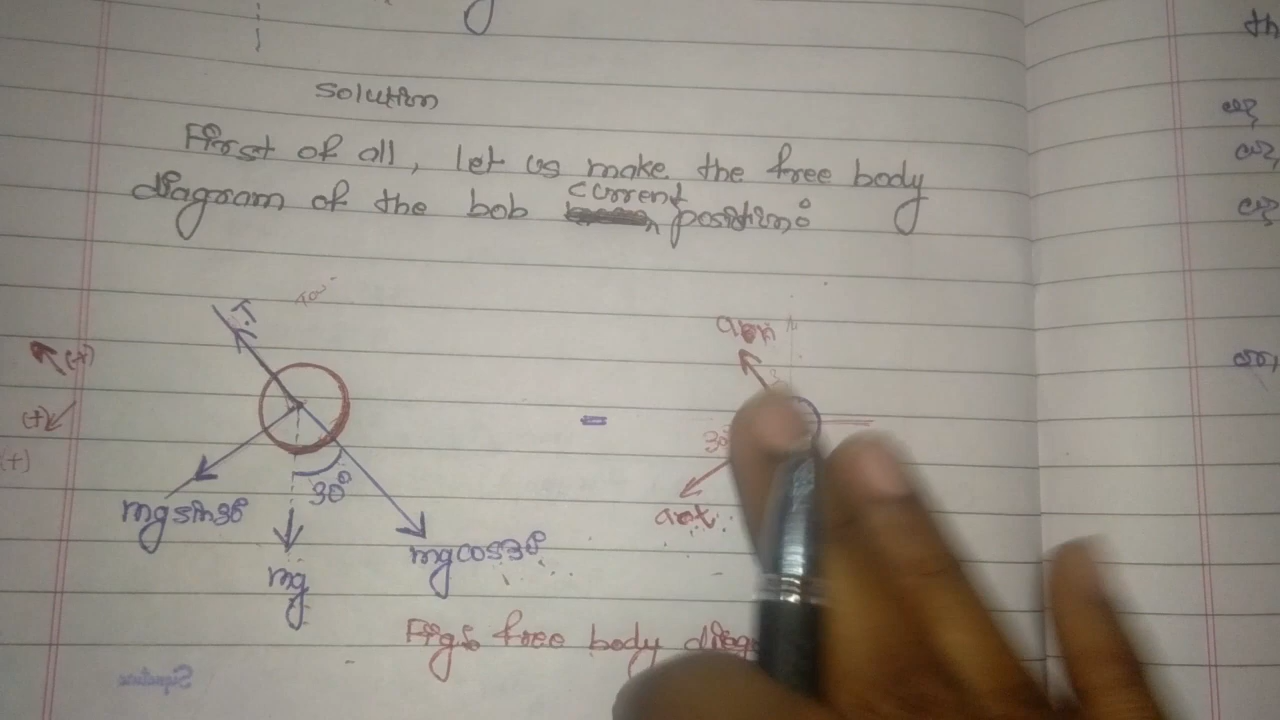 Solution
First of all, let us make the free body
diagram of the bob current position:
T
(+)
(+)
(+)
30°
mg sin30°
30°
mg cos30°
mg
=
Fig: free body